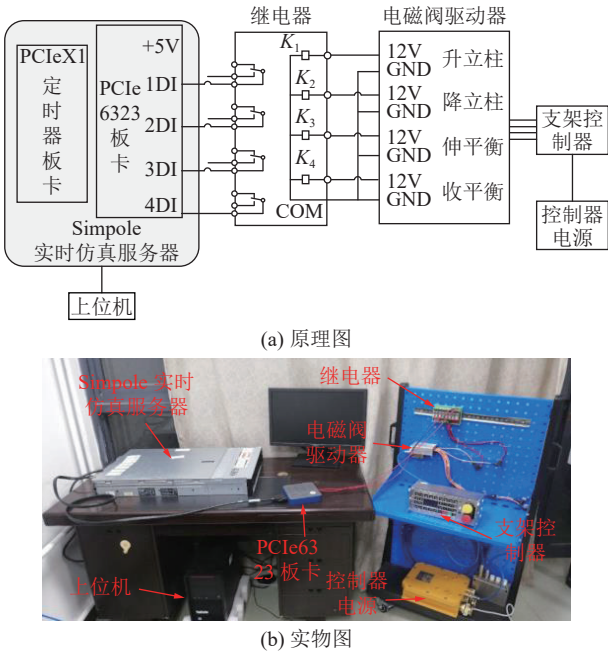 继电器
电磁阀驱动器
+5V
PCIeX1
定
时
器
板
卡
PCIe
6323
板
卡
1DI
2DI
3DI
4DI
Simpole
实时仿真服务器
K1
K2
K3
K4
COM
12V
GND
升立柱
12V
GND
降立柱
12V
GND
伸平衡
12V
GND
收平衡
支架控
制器
控制器
电源
上位机
(a) 原理图
Simpole 实时
仿真服务器
继电器
电磁阀
驱动器
PCIe63
23 板卡
支架控
制器
上位机
控制器
电源
(b) 实物图